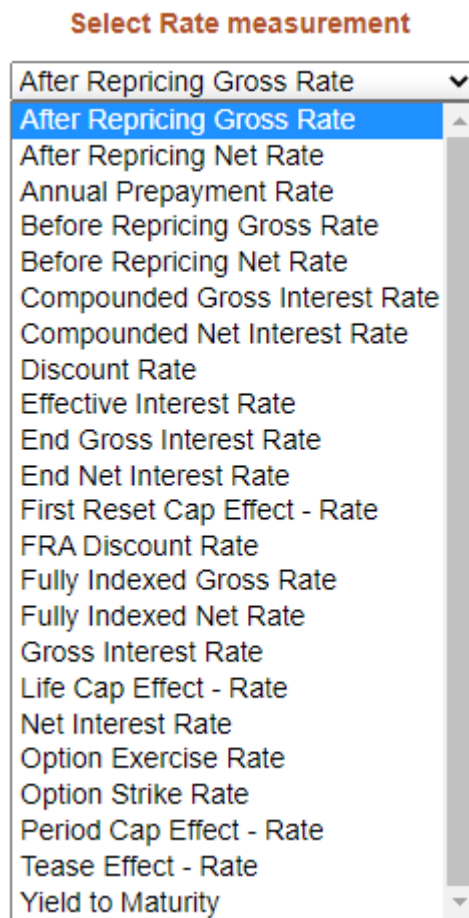 Select Rate measurement
After Repricing Gross Rate
After Repricing Gross Rate
After Repricing Net Rate
Annual Prepayment Rate
Before Repricing Gross Rate
Before Repricing Net Rate
Compounded Gross Interest Rate
Compounded Net Interest Rate
Discount Rate
Effective Interest Rate
End Gross Interest Rate
End Net Interest Rate
First Reset Cap Effect - Rate
FRA Discount Rate
Fully Indexed Gross Rate
Fully Indexed Net Rate
Gross Interest Rate
Life Cap Effect - Rate
Net Interest Rate
Option Exercise Rate
Option Strike Rate
Period Cap Effect - Rate
Tease Effect - Rate
Yield to Maturity